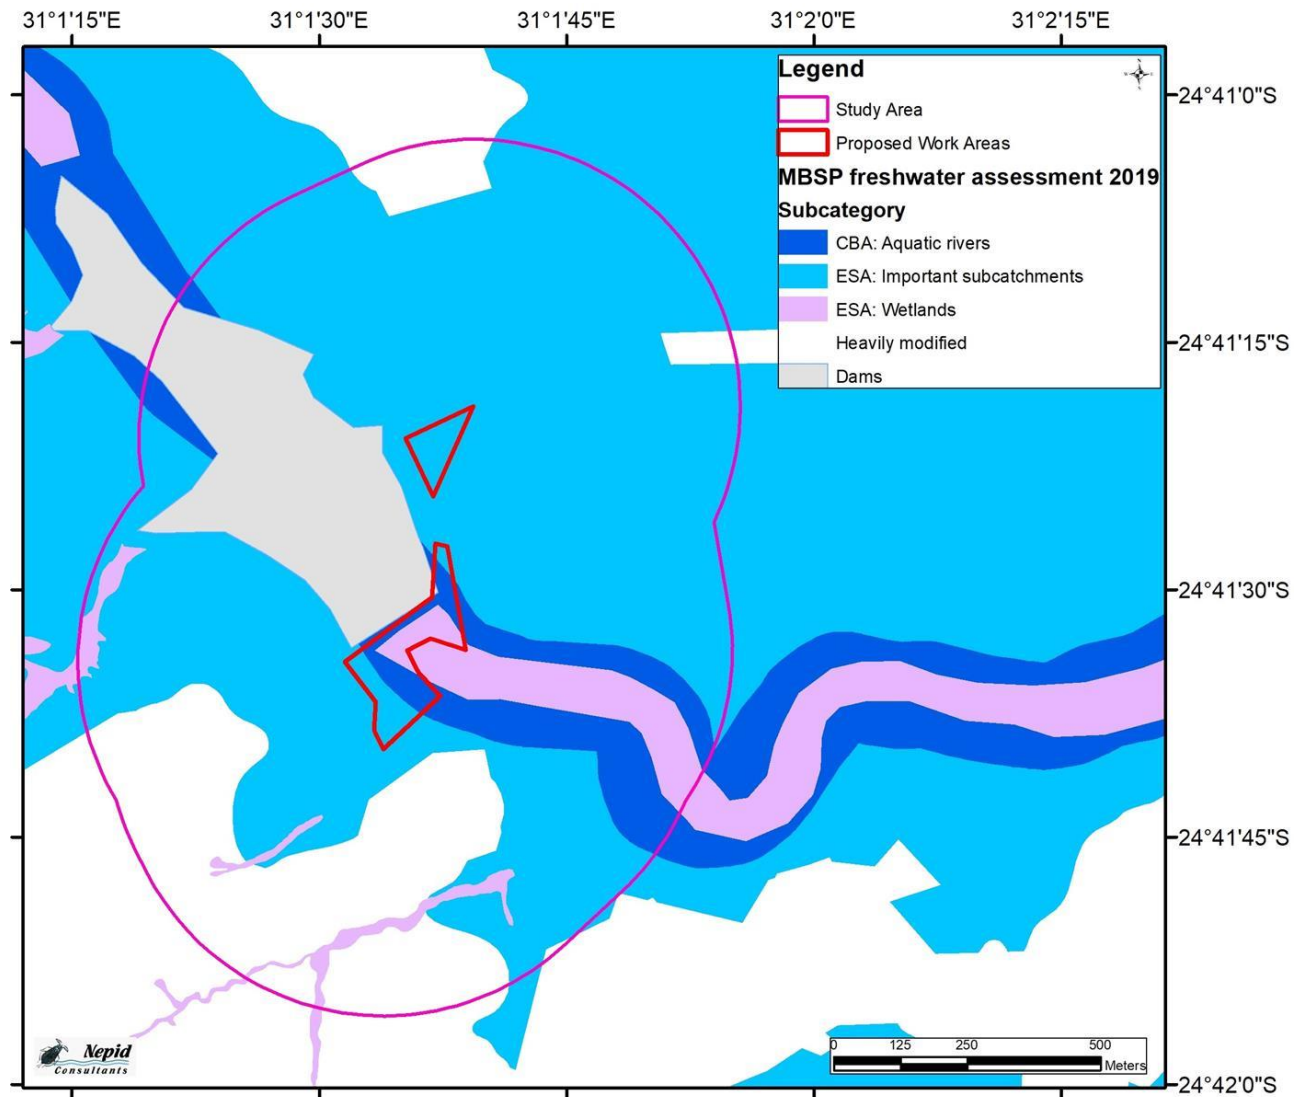 31°1'15"E 31°1'30"E 31°1'45"E 31°2'0"E 31°2'15"E
Legend
Study Area
Proposed Work Areas
MBSP freshwater assessment 2019
Subcategory
CBA: Aquatic rivers
ESA: Important subcatchments
ESA: Wetlands
Heavily modified
Dams
24°41'0"S
24°41'15"S
24°41'30"S
24°41'45"S
24°42'0"S
Nepid
Consultants
0 125 250 500
Meters